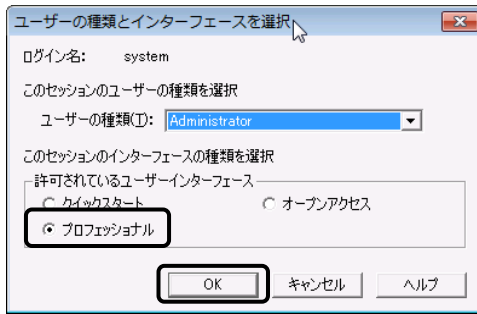 ユーザーの種類とインターフェースを選択
ログイン名: system
このセッションのユーザーの種類を選択
ユーザーの種類(T): Administrator
このセッションのインターフェースの種類を選択
許可されているユーザーインターフェース
クイックスタート オープンアクセス
プロフェッショナル
OK キャンセル ヘルプ